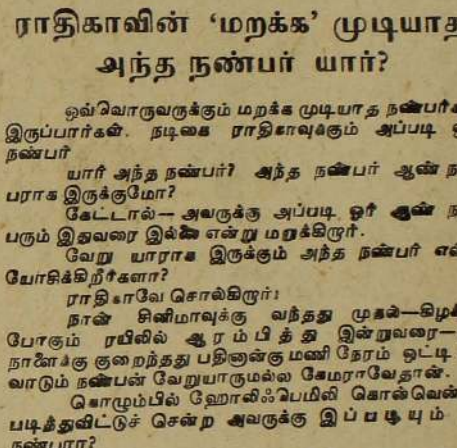 ராதிகாவின் ‘மறக்க’ முடியாத
அந்த நண்பர் யார்?
ஒவ்வொருவருக்கும் மறக்க முடியாத நண்பர்க
இருப்பார்கள். நடிகை ராதிகாவுக்கும் அப்படி ஒ
நண்பர்
யார் அந்த நண்பர்? அந்த நண்பர் ஆண் ந
பராக இருக்குமோ?
கேட்டால்— அவருக்கு அப்படி ஓர் ஆண் ந
பரும் இதுவரை இல்லை என்று மறுக்கிறார்.
வேறு யாராக இருக்கும் அந்த நண்பர் என்
யோசிக்கிறீர்களா?
ராதிகாவே சொல்கிறார்:
நான் சினிமாவுக்கு வந்தது முதல்—கிழக்
போகும் ரயிலில் ஆரம்பித்து இன்றுவரை—
நாளைக்கு குறைந்தது பதினான்கு மணி நேரம் ஒட்டி
வாடும் நண்பன் வேறுயாருமல்ல கேமராவேதான்.
கொழும்பில் ஹோலிஃபெமிலி கொன்வென்
படித்துவிட்டுச் சென்ற அவருக்கு இப்படியும்
நண்பரா?